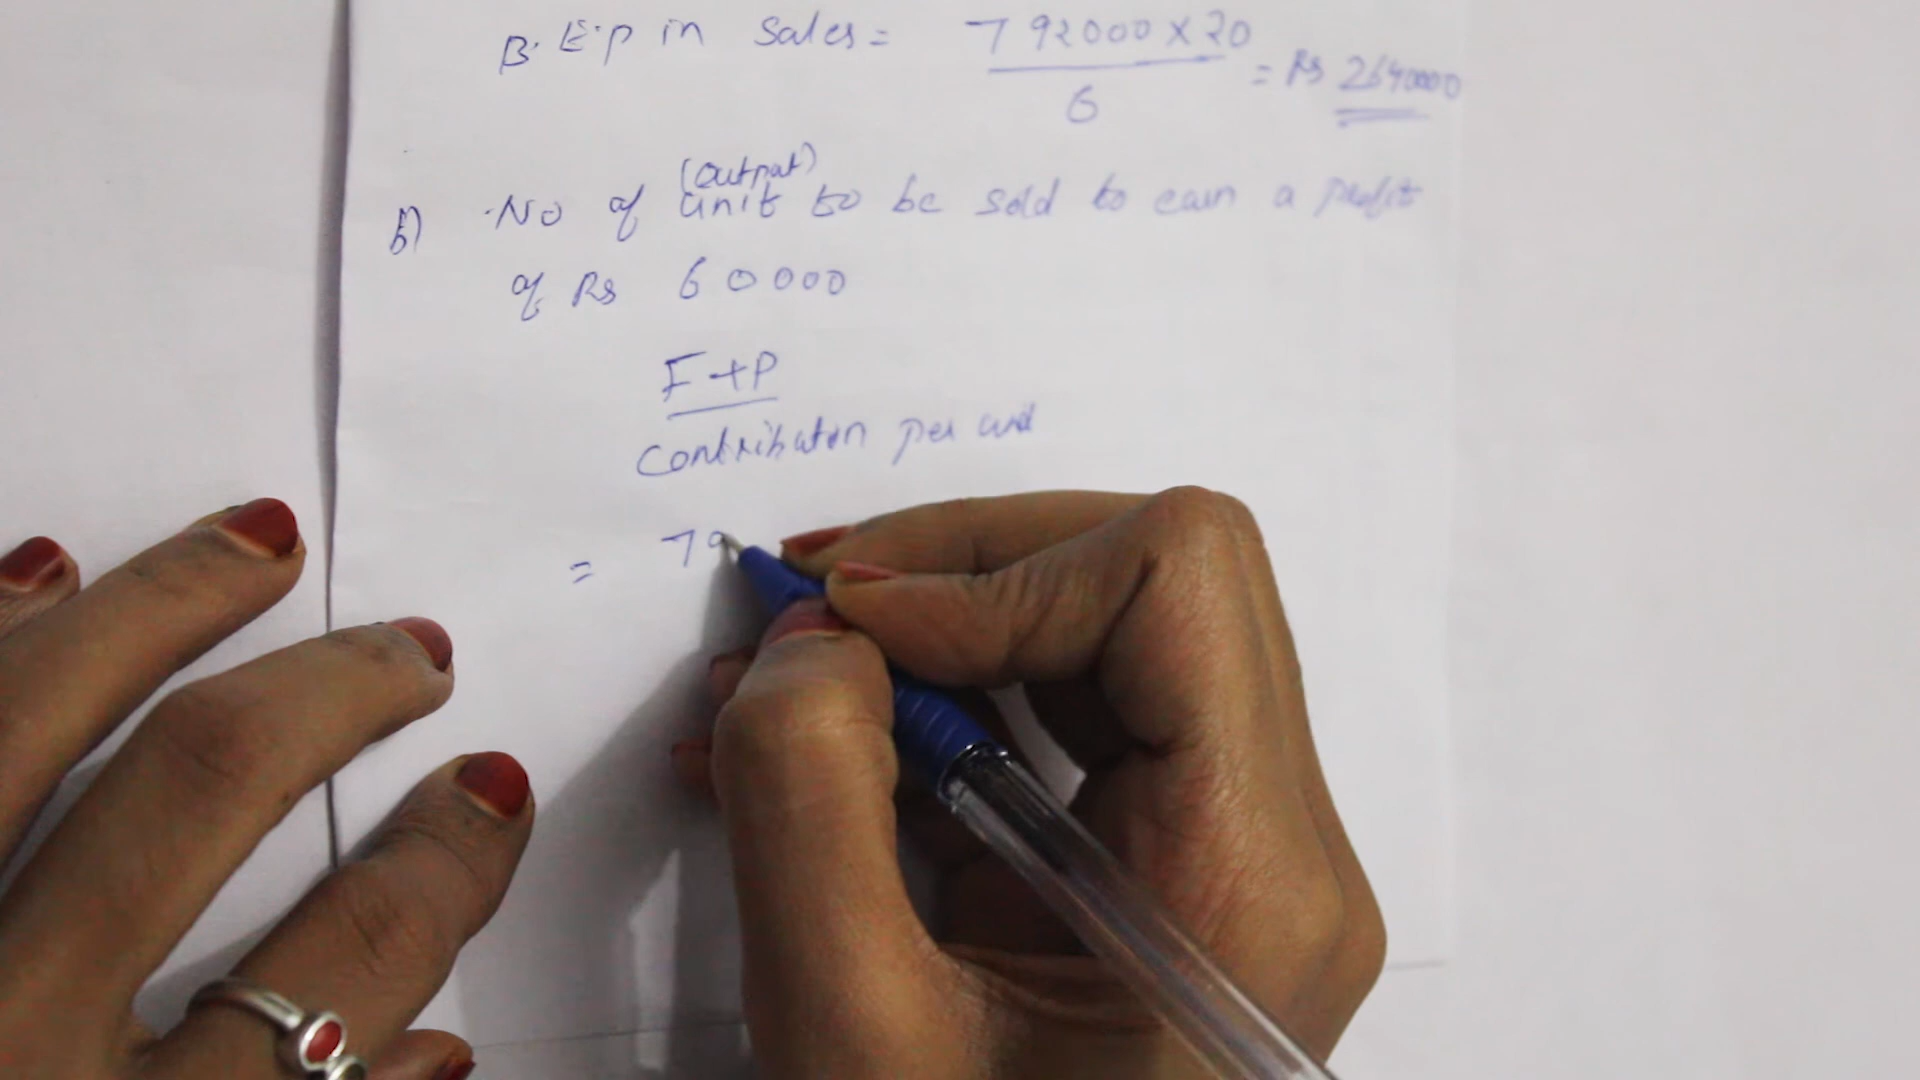 B.E.P in Sales = 792000 x 20
6
= Rs 2640000
b) No of unit to be sold to earn a profit
(output)
of Rs 60000
F+P
Contribution per unit
= 79